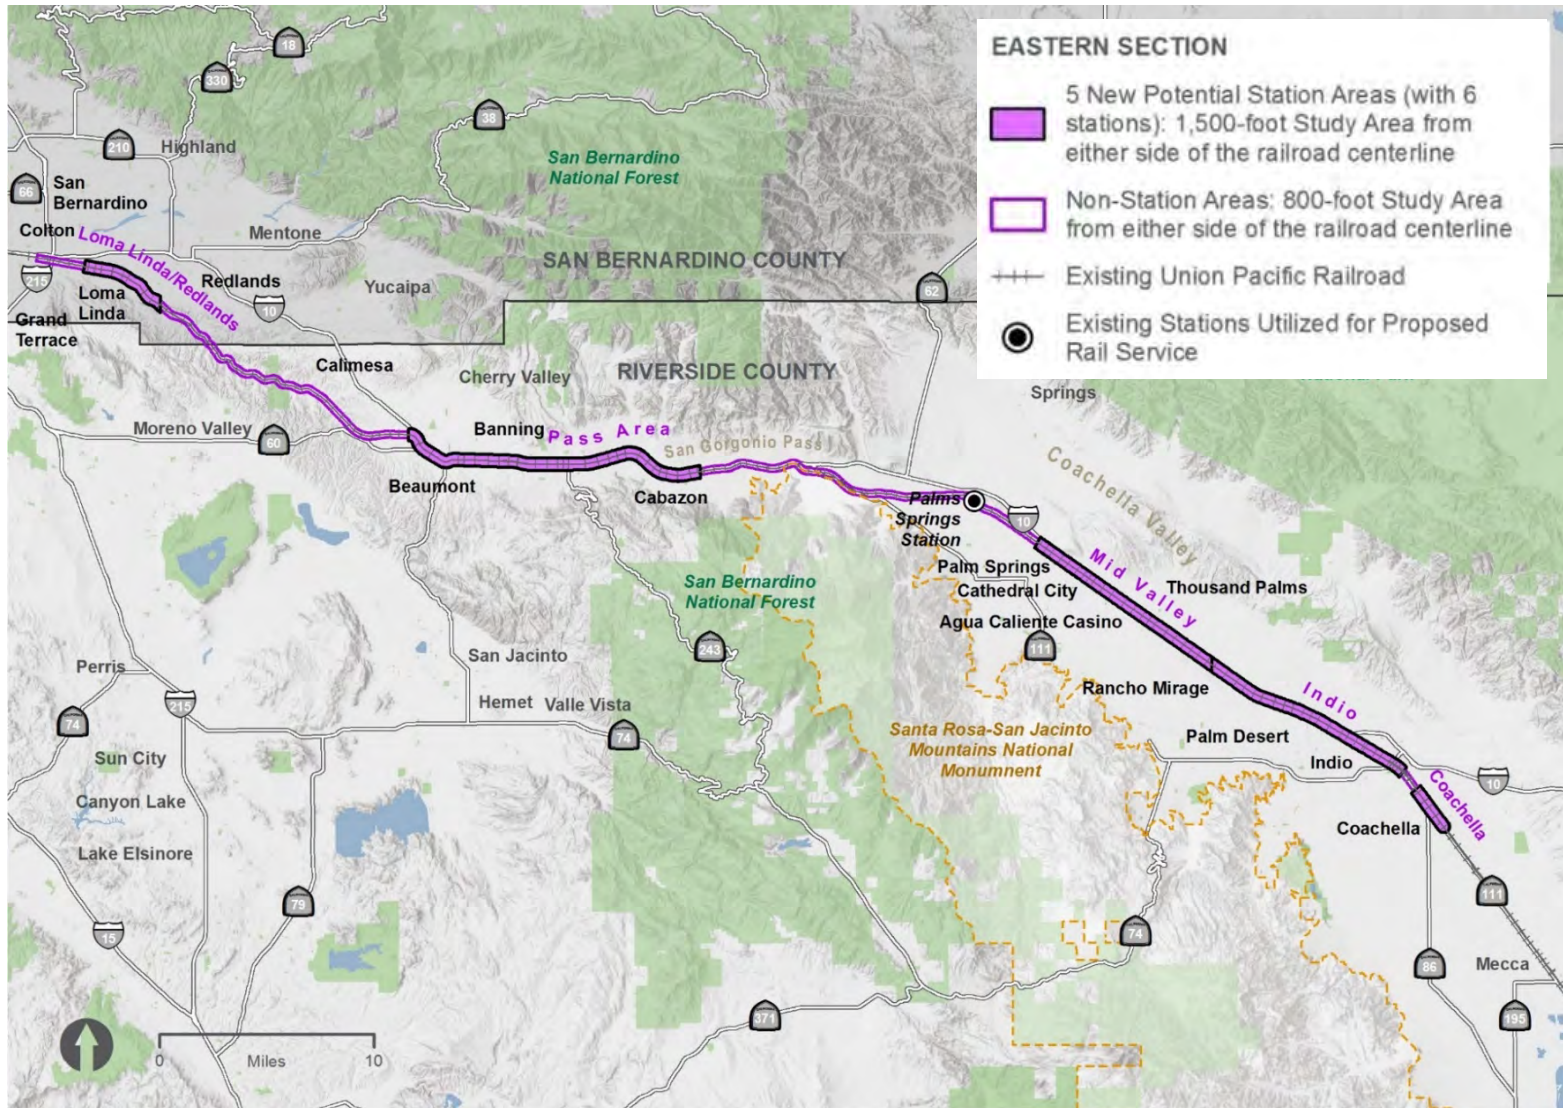 EASTERN SECTION
5 New Potential Station Areas (with 6
stations): 1,500-foot Study Area from
either side of the railroad centerline
Non-Station Areas: 800-foot Study Area
from either side of the railroad centerline
Existing Union Pacific Railroad
Existing Stations Utilized for Proposed
Rail Service
18
330
38
210
Highland
San Bernardino
National Forest
66
San
Bernardino
Colton
Loma Linda/Redlands
Mentone
SAN BERNARDINO COUNTY
215
Redlands
Yucaipa
62
Loma
Linda
10
Grand
Terrace
Calimesa
Cherry Valley
RIVERSIDE COUNTY
Springs
Moreno Valley
60
Banning
Pass Area
San Gorgonio Pass
Coachella Valley
Beaumont
Cabazon
Palms
Springs
Station
10
Mid Valley
Palm Springs
Thousand Palms
San Bernardino
National Forest
Cathedral City
Agua Caliente Casino
243
111
Perris
San Jacinto
Rancho Mirage
Indio
215
Hemet
Valle Vista
74
74
Santa Rosa-San Jacinto
Mountains National
Monumnent
Palm Desert
Sun City
Indio
10
Coachella
Canyon Lake
Coachella
Lake Elsinore
79
111
15
74
86
Mecca
371
195
0
Miles
10